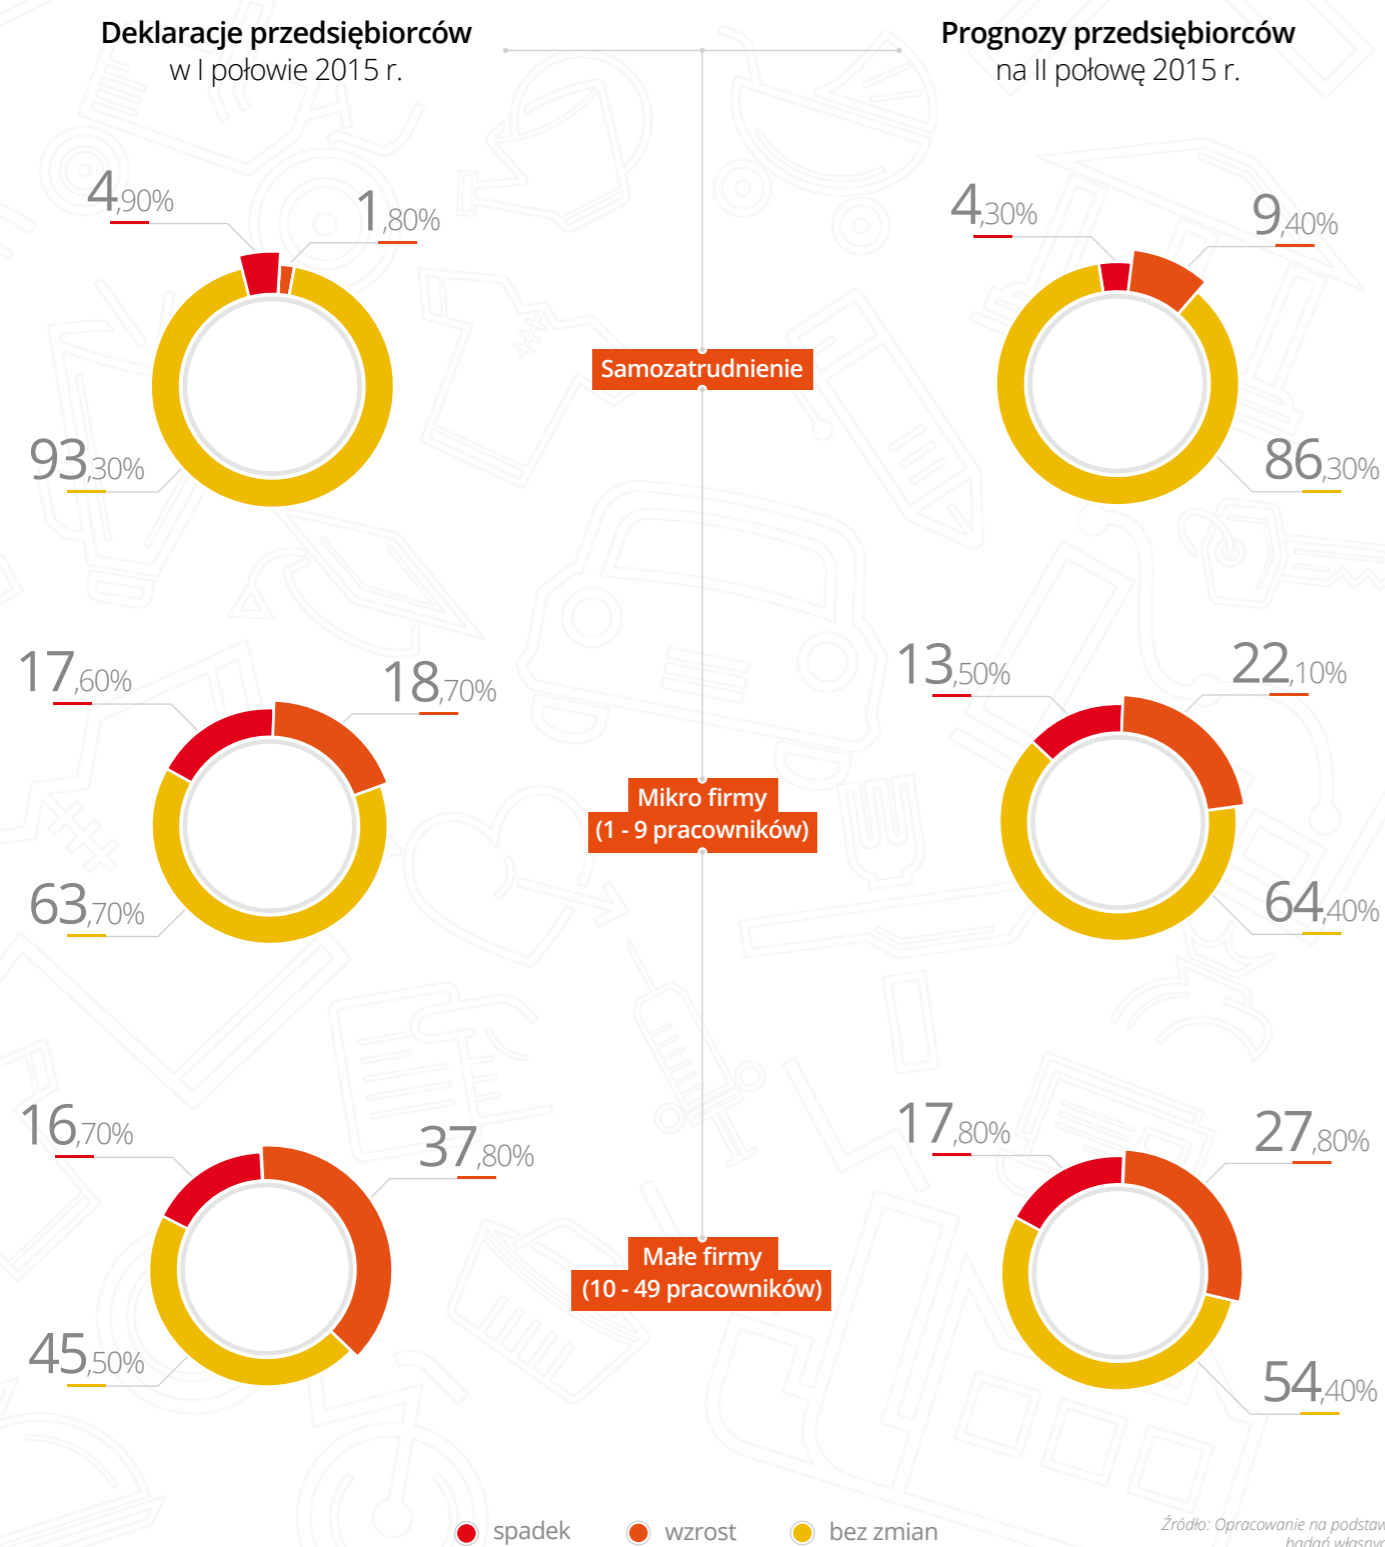 Deklaracje przedsiębiorców
w I połowie 2015 r.
Prognozy przedsiębiorców
na II połowę 2015 r.
4,90%
1,80%
4,30%
9,40%
Samozatrudnienie
93,30%
86,30%
17,60%
18,70%
13,50%
22,10%
Mikro firmy
(1 - 9 pracowników)
63,70%
64,40%
16,70%
37,80%
17,80%
27,80%
Małe firmy
(10 - 49 pracowników)
45,50%
54,40%
spadek
wzrost
bez zmian
Źródło: Opracowanie na podstaw
badań własnyc